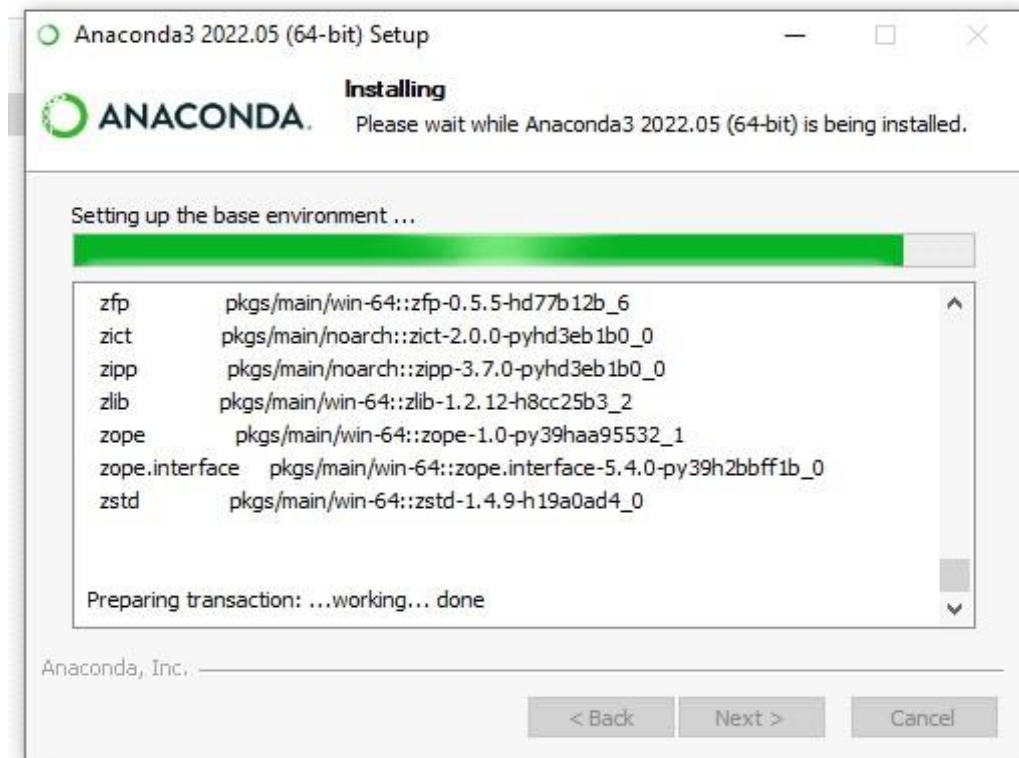 Anaconda3 2022.05 (64-bit) Setup
ANACONDA.
Installing
Please wait while Anaconda3 2022.05 (64-bit) is being installed.
Setting up the base environment ...
zfp pkgs/main/win-64::zfp-0.5.5-hd77b12b_6
zict pkgs/main/noarch::zict-2.0.0-pyhd3eb1b0_0
zipp pkgs/main/noarch::zipp-3.7.0-pyhd3eb1b0_0
zlib pkgs/main/win-64::zlib-1.2.12-h8cc25b3_2
zope pkgs/main/win-64::zope-1.0-py39haa95532_1
zope.interface pkgs/main/win-64::zope.interface-5.4.0-py39h2bbff1b_0
zstd pkgs/main/win-64::zstd-1.4.9-h19a0ad4_0
Preparing transaction: ...working... done
Anaconda, Inc.
< Back Next > Cancel